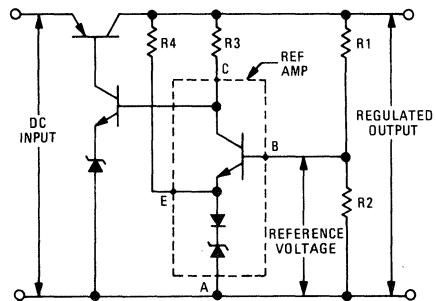 R4
R3
R1
C
REF
AMP
DC
INPUT
REGULATED
OUTPUT
B
E
R2
REFERENCE
VOLTAGE
A